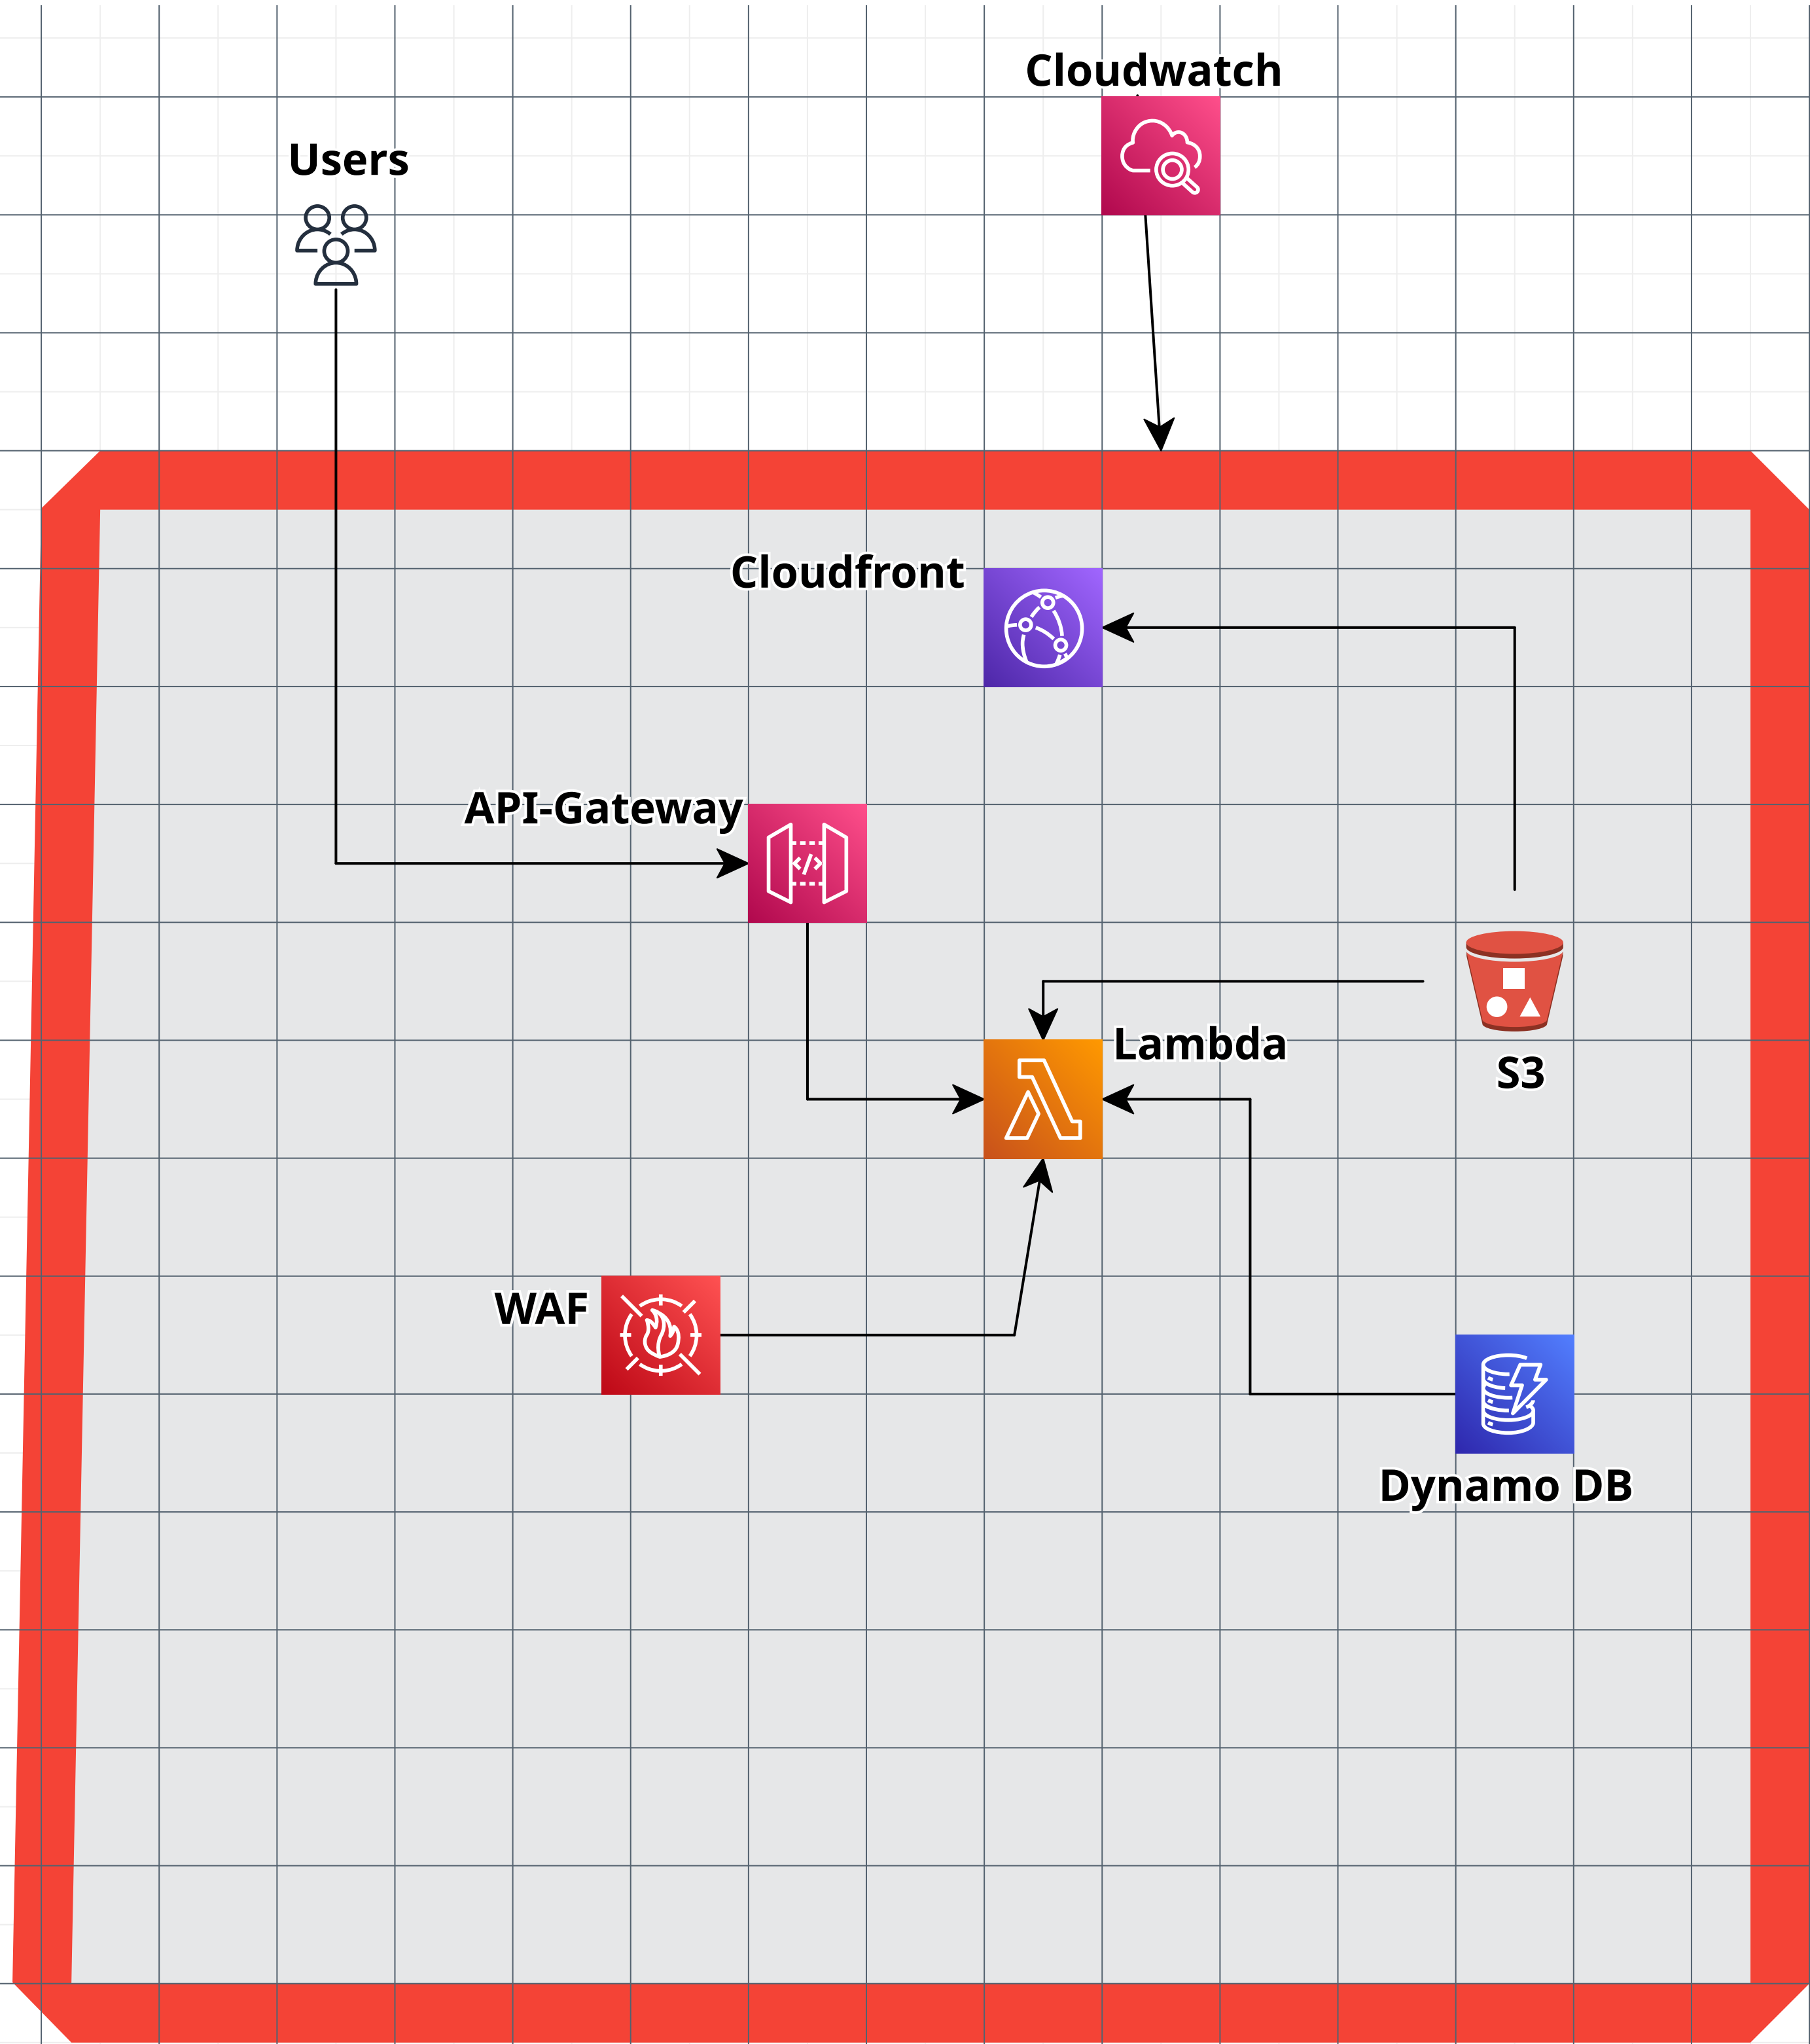 Cloudwatch
Users
Cloudfront
API-Gateway
Lambda
S3
WAF
Dynamo DB